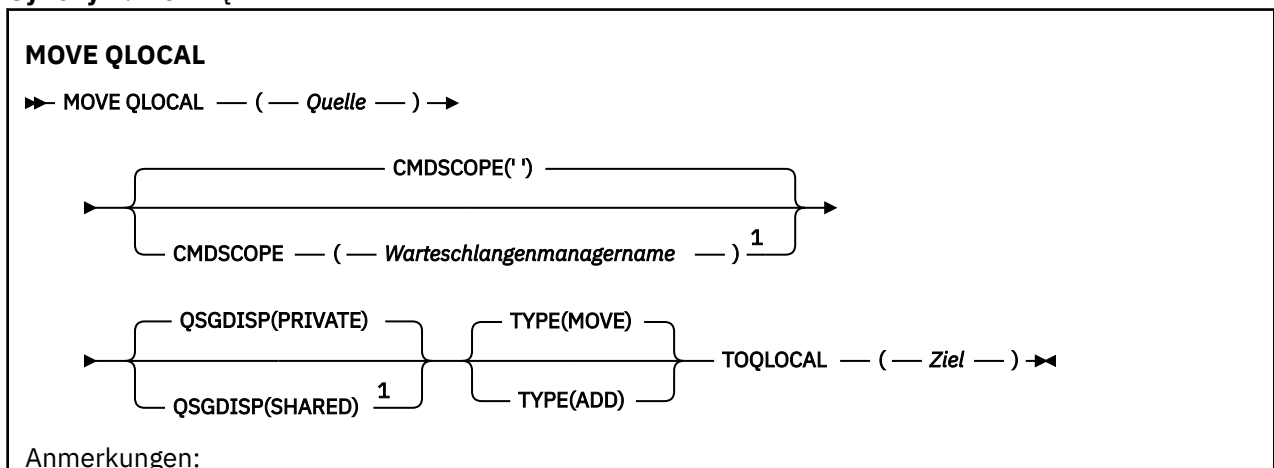 MOVE QLOCAL
MOVE QLOCAL ( Quelle )
CMDSCOPE(' ')
CMDSCOPE ( Warteschlangenmanagername ) 1
QSGDISP(PRIVATE) TYPE(MOVE)
TOQLOCAL ( Ziel )
QSGDISP(SHARED) 1 TYPE(ADD)
Anmerkungen: